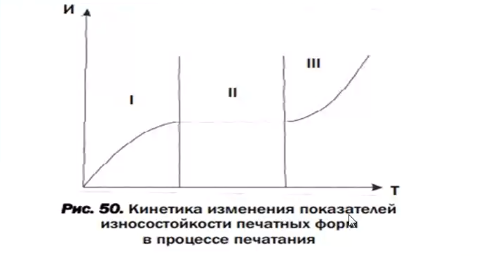 И
I
II
III
Т
Рис. 50. Кинетика изменения показателей
износостойкости печатных форм
в процессе печатания